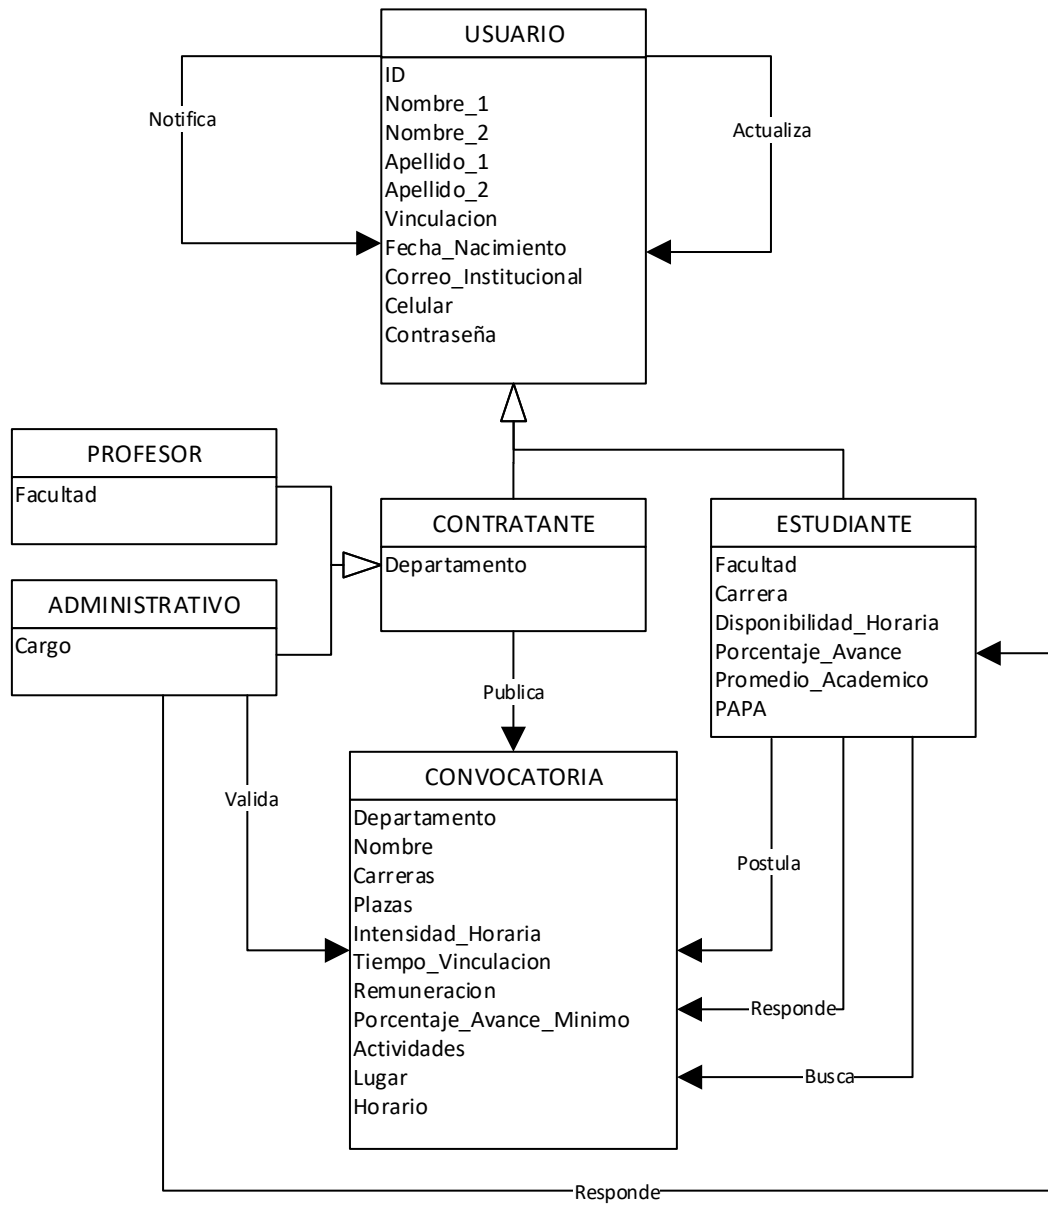 USUARIO
ID
Nombre_1
Nombre_2
Apellido_1
Apellido_2
Vinculacion
Fecha_Nacimiento
Correo_Institucional
Celular
Contraseña
Notifica
Actualiza
PROFESOR
Facultad
CONTRATANTE
Departamento
ESTUDIANTE
Facultad
Carrera
Disponibilidad_Horaria
Porcentaje_Avance
Promedio_Academico
PAPA
ADMINISTRATIVO
Cargo
Publica
Valida
CONVOCATORIA
Departamento
Nombre
Carreras
Plazas
Intensidad_Horaria
Tiempo_Vinculacion
Remuneracion
Porcentaje_Avance_Minimo
Actividades
Lugar
Horario
Postula
Responde
Busca
Responde